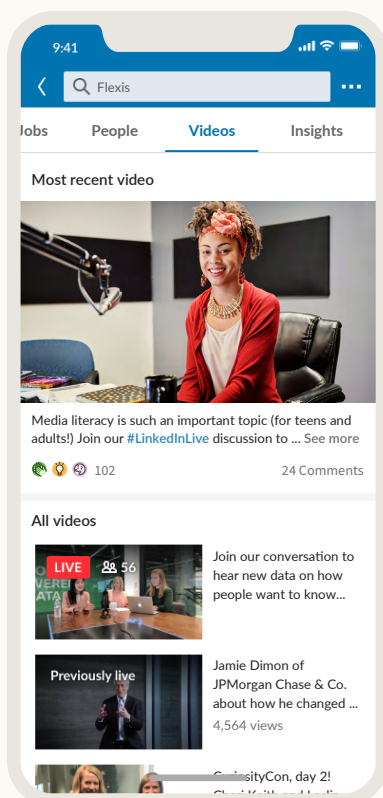 9:41
Flexis
Jobs People Videos Insights
Most recent video
Media literacy is such an important topic (for teens and
adults!) Join our #LinkedInLive discussion to ... See more
102 24 Comments
All videos
LIVE 56
Join our conversation to
hear new data on how
people want to know...
Previously live
Jamie Dimon of
JPMorgan Chase & Co.
about how he changed ...
4,564 views
CuriosityCon, day 2!